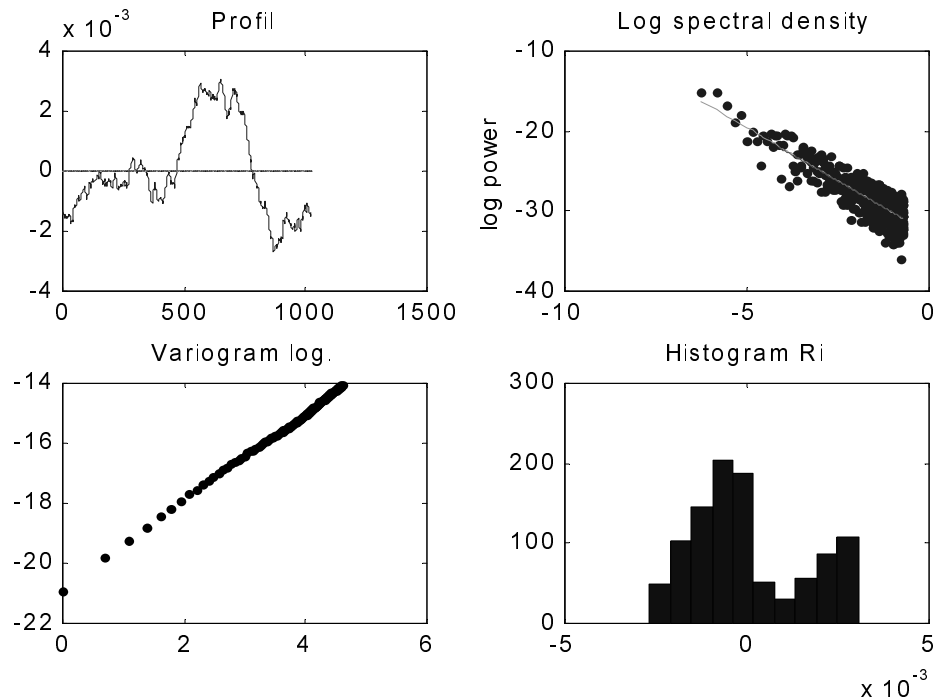 Profil
x 10^-3
4
2
0
-2
-4
0 500 1000 1500
Log spectral density
log power
-10
-20
-30
-40
-10 -5 0
Variogram log.
-14
-16
-18
-20
-22
0 2 4 6
Histogram Ri
300
200
100
0
-5 0 5
x 10^-3